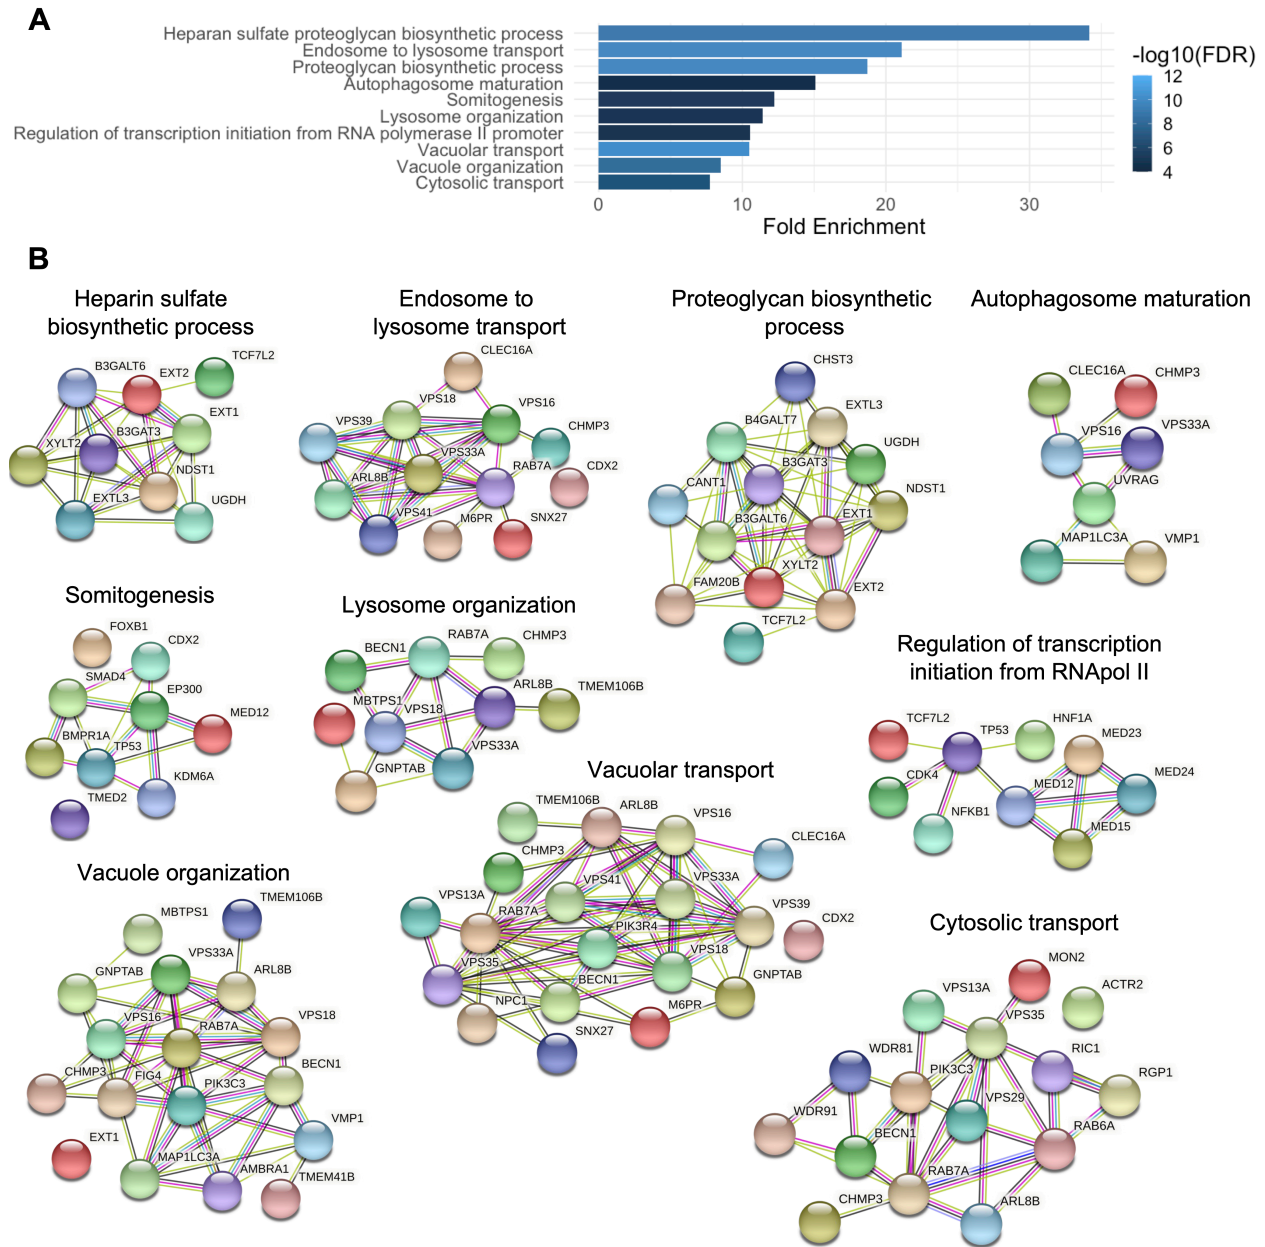 A
Heparan sulfate proteoglycan biosynthetic process
Endosome to lysosome transport
Proteoglycan biosynthetic process
Autophagosome maturation
Somitogenesis
Lysosome organization
Regulation of transcription initiation from RNA polymerase II promoter
Vacuolar transport
Vacuole organization
Cytosolic transport
0
10
20
30
Fold Enrichment
-log10(FDR)
12
10
8
6
4
B
Heparin sulfate
biosynthetic process
B3GALT6
EXT2
TCF7L2
EXT1
XYLT2
B3GAT3
NDST1
EXTL3
UGDH
Endosome to
lysosome transport
CLEC16A
VPS18
VPS16
VPS39
CHMP3
VPS33A
RAB7A
CDX2
ARL8B
VPS41
M6PR
SNX27
Proteoglycan biosynthetic
process
CHST3
EXTL3
B4GALT7
UGDH
B3GAT3
CANT1
NDST1
B3GALT6
EXT1
XYLT2
FAM20B
EXT2
TCF7L2
Autophagosome maturation
CLEC16A
CHMP3
VPS16
VPS33A
UVRAG
MAP1LC3A
VMP1
Somitogenesis
FOXB1
CDX2
SMAD4
EP300
MED12
BMPR1A
TP53
KDM6A
TMED2
Lysosome organization
BECN1
RAB7A
CHMP3
ARL8B
TMEM106B
MBTPS1
VPS18
VPS33A
GNPTAB
Regulation of transcription
initiation from RNApol II
TCF7L2
TP53
HNF1A
MED23
CDK4
MED12
MED24
NFKB1
MED15
Vacuolar transport
TMEM106B
ARL8B
VPS16
CLEC16A
CHMP3
VPS41
VPS33A
VPS13A
RAB7A
VPS39
CDX2
PIK3R4
VPS35
VPS18
BECN1
GNPTAB
NPC1
M6PR
SNX27
Vacuole organization
MBTPS1
TMEM106B
VPS33A
GNPTAB
ARL8B
VPS16
RAB7A
VPS18
CHMP3
FIG4
PIK3C3
BECN1
VMP1
EXT1
MAP1LC3A
AMBRA1
TMEM41B
Cytosolic transport
MON2
VPS13A
ACTR2
VPS35
WDR81
RIC1
PIK3C3
RGP1
VPS29
WDR91
BECN1
RAB6A
RAB7A
CHMP3
ARL8B